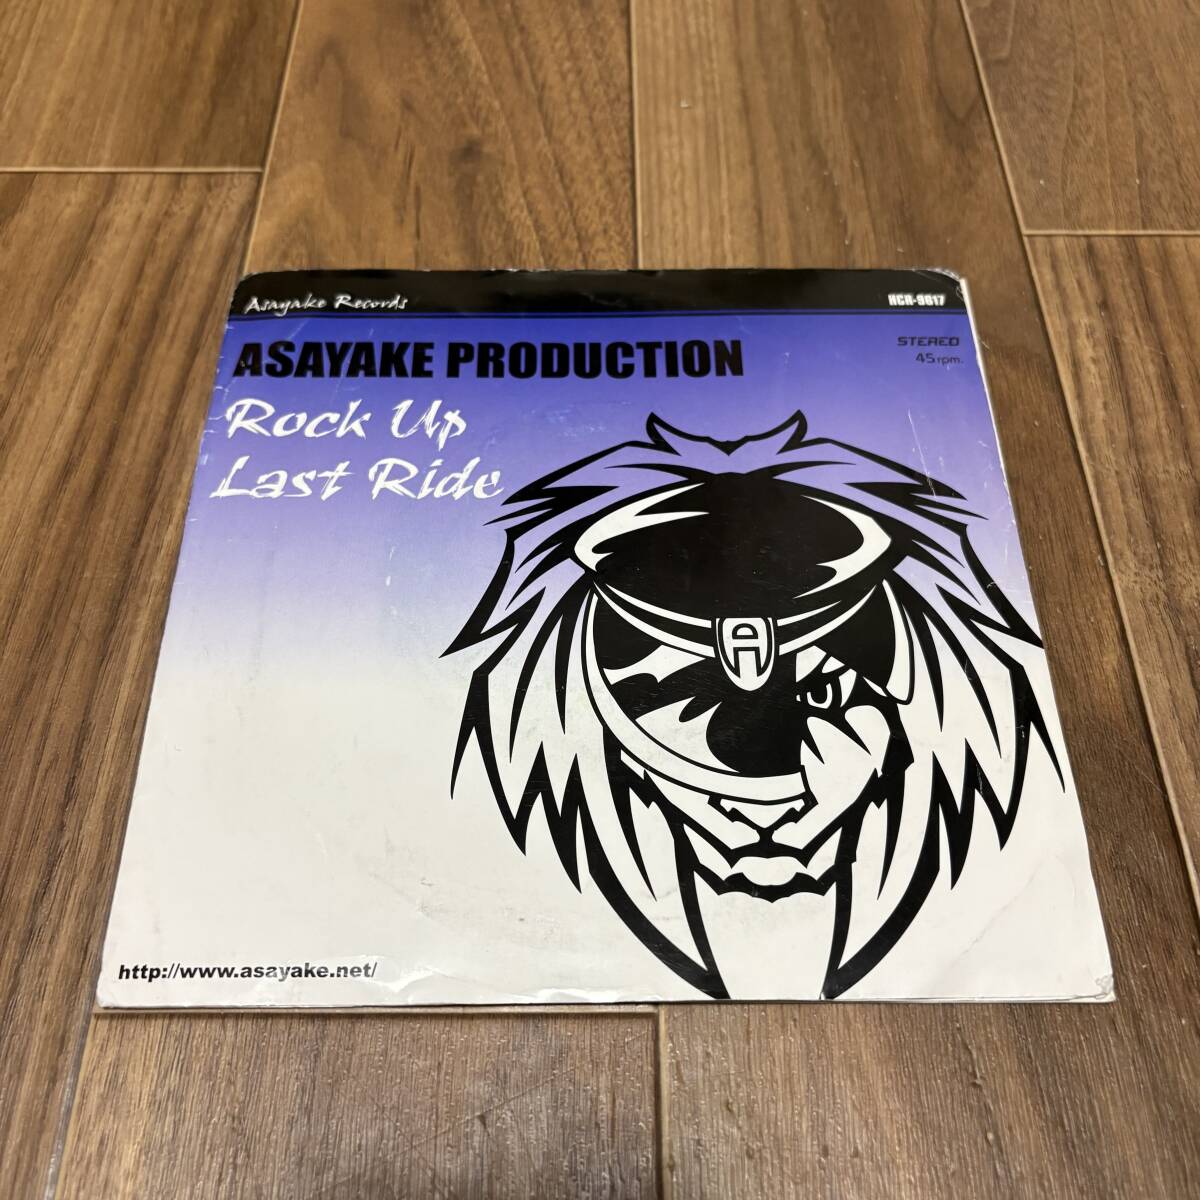 Asayake Records
HCR-9617
ASAYAKE PRODUCTION
STEREO
45rpm.
Rock Up
Last Ride
A
http://www.asayake.net/